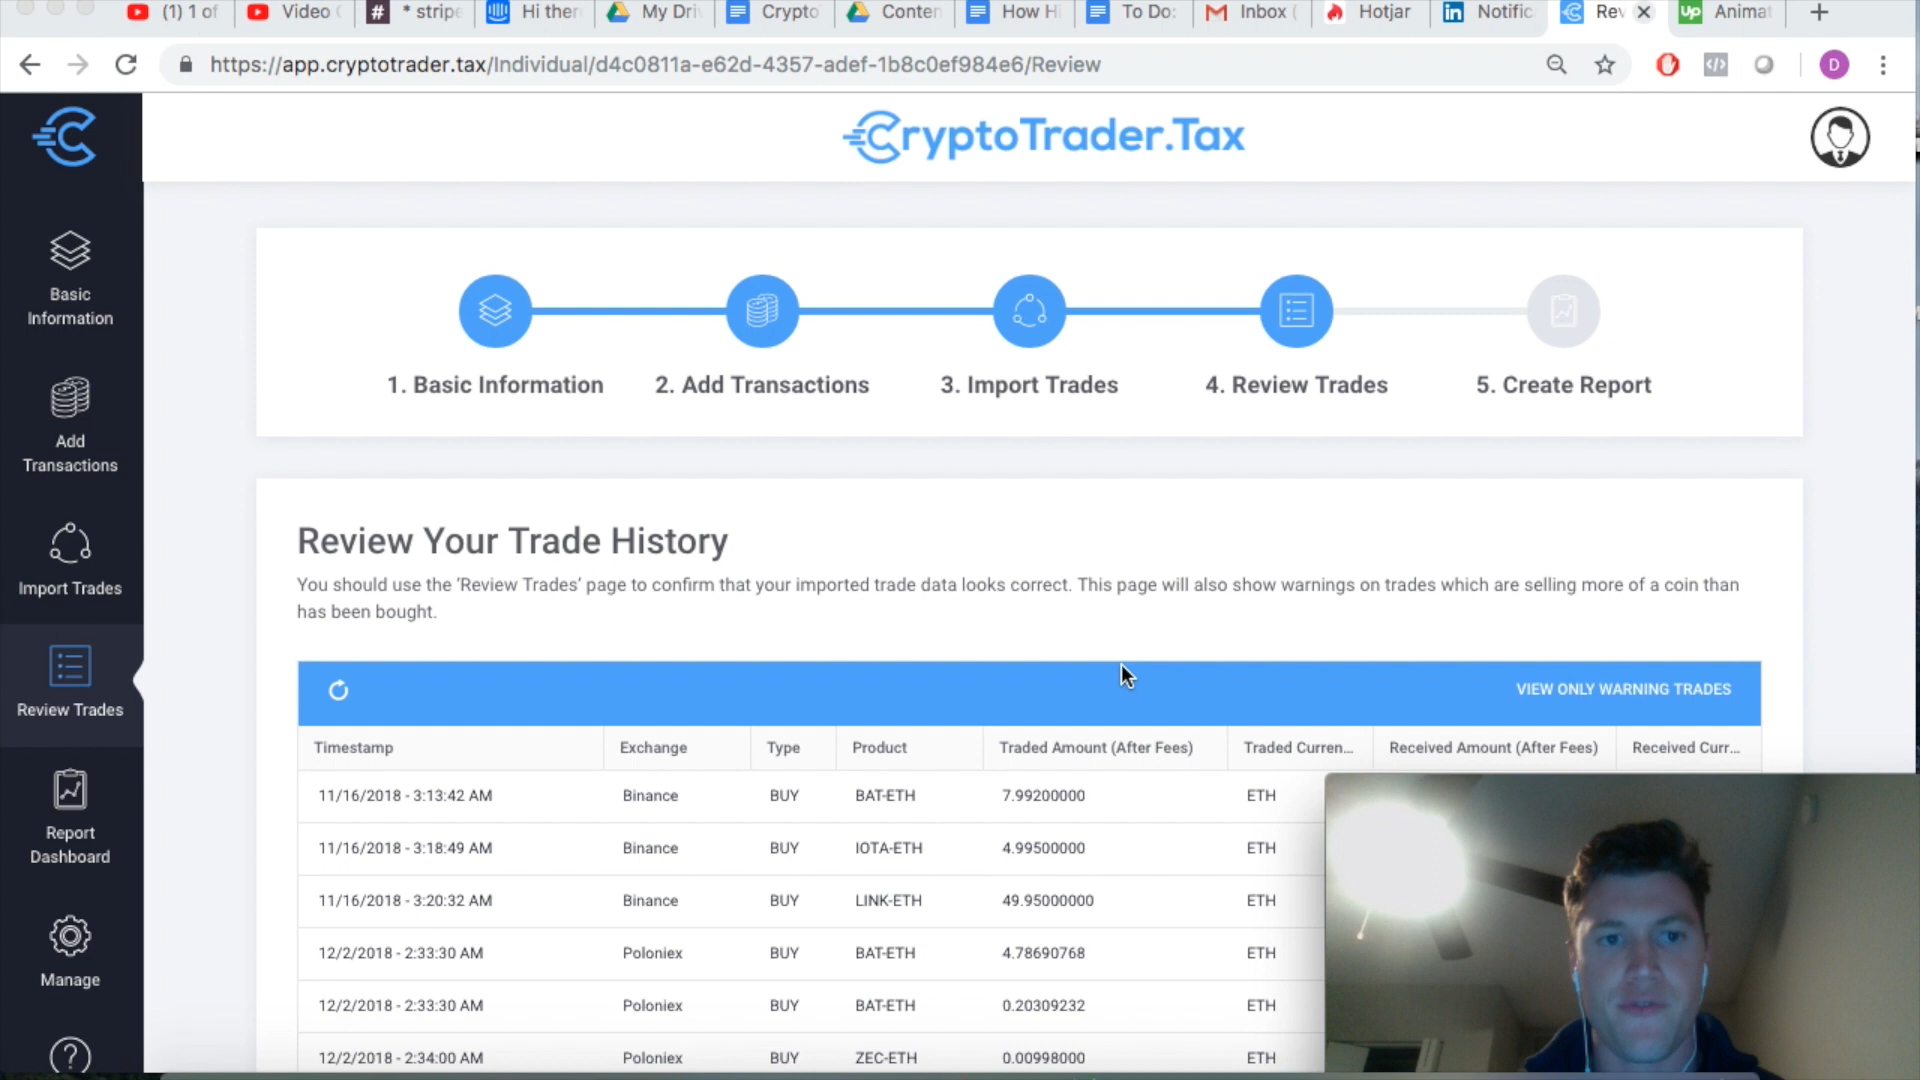 (1) 1 of
Video
* stripe
Hi ther
My Dri
Crypto
Conten
How Hi
To Do:
Inbox (
Hotjar
Notific
Rev
Animat
https://app.cryptotrader.tax/Individual/d4c0811a-e62d-4357-adef-1b8c0ef984e6/Review
D
CryptoTrader.Tax
Basic
Information
Add
Transactions
Import Trades
Review Trades
Report
Dashboard
Manage
1. Basic Information
2. Add Transactions
3. Import Trades
4. Review Trades
5. Create Report
Review Your Trade History
You should use the 'Review Trades' page to confirm that your imported trade data looks correct. This page will also show warnings on trades which are selling more of a coin than
has been bought.
VIEW ONLY WARNING TRADES
Timestamp Exchange Type Product Traded Amount (After Fees) Traded Curren... Received Amount (After Fees) Received Curr...
11/16/2018 - 3:13:42 AM Binance BUY BAT-ETH 7.99200000 ETH
11/16/2018 - 3:18:49 AM Binance BUY IOTA-ETH 4.99500000 ETH
11/16/2018 - 3:20:32 AM Binance BUY LINK-ETH 49.95000000 ETH
12/2/2018 - 2:33:30 AM Poloniex BUY BAT-ETH 4.78690768 ETH
12/2/2018 - 2:33:30 AM Poloniex BUY BAT-ETH 0.20309232 ETH
12/2/2018 - 2:34:00 AM Poloniex BUY ZEC-ETH 0.00998000 ETH